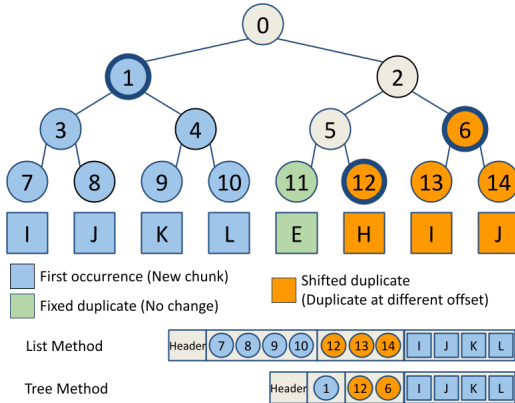 0
1 2
3 4 5 6
7 8 9 10 11 12 13 14
I J K L E H I J
First occurrence (New chunk)
Fixed duplicate (No change)
Shifted duplicate
(Duplicate at different offset)
List Method Header 7 8 9 10 12 13 14 I J K L
Tree Method Header 1 12 6 I J K L